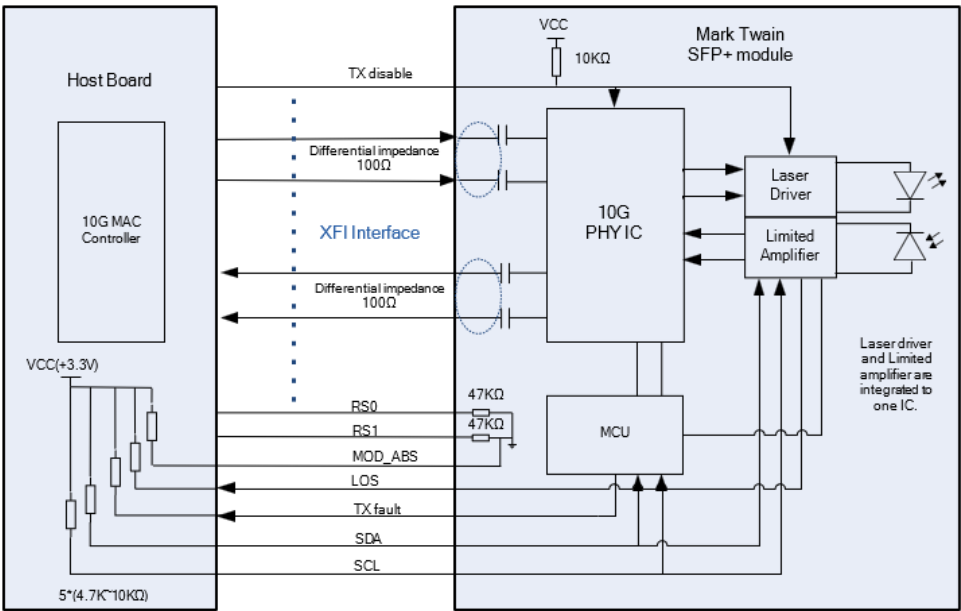 Host Board
10G MAC
Controller
VCC(+3.3V)
5*(4.7K~10KΩ)
TX disable
Differential impedance
100Ω
XFI Interface
Differential impedance
100Ω
RS0
RS1
MOD_ABS
LOS
TX fault
SDA
SCL
47KΩ
47KΩ
VCC
10KΩ
Mark Twain
SFP+ module
10G
PHY IC
Laser
Driver
Limited
Amplifier
MCU
Laser driver
and Limited
amplifier are
integrated to
one IC.